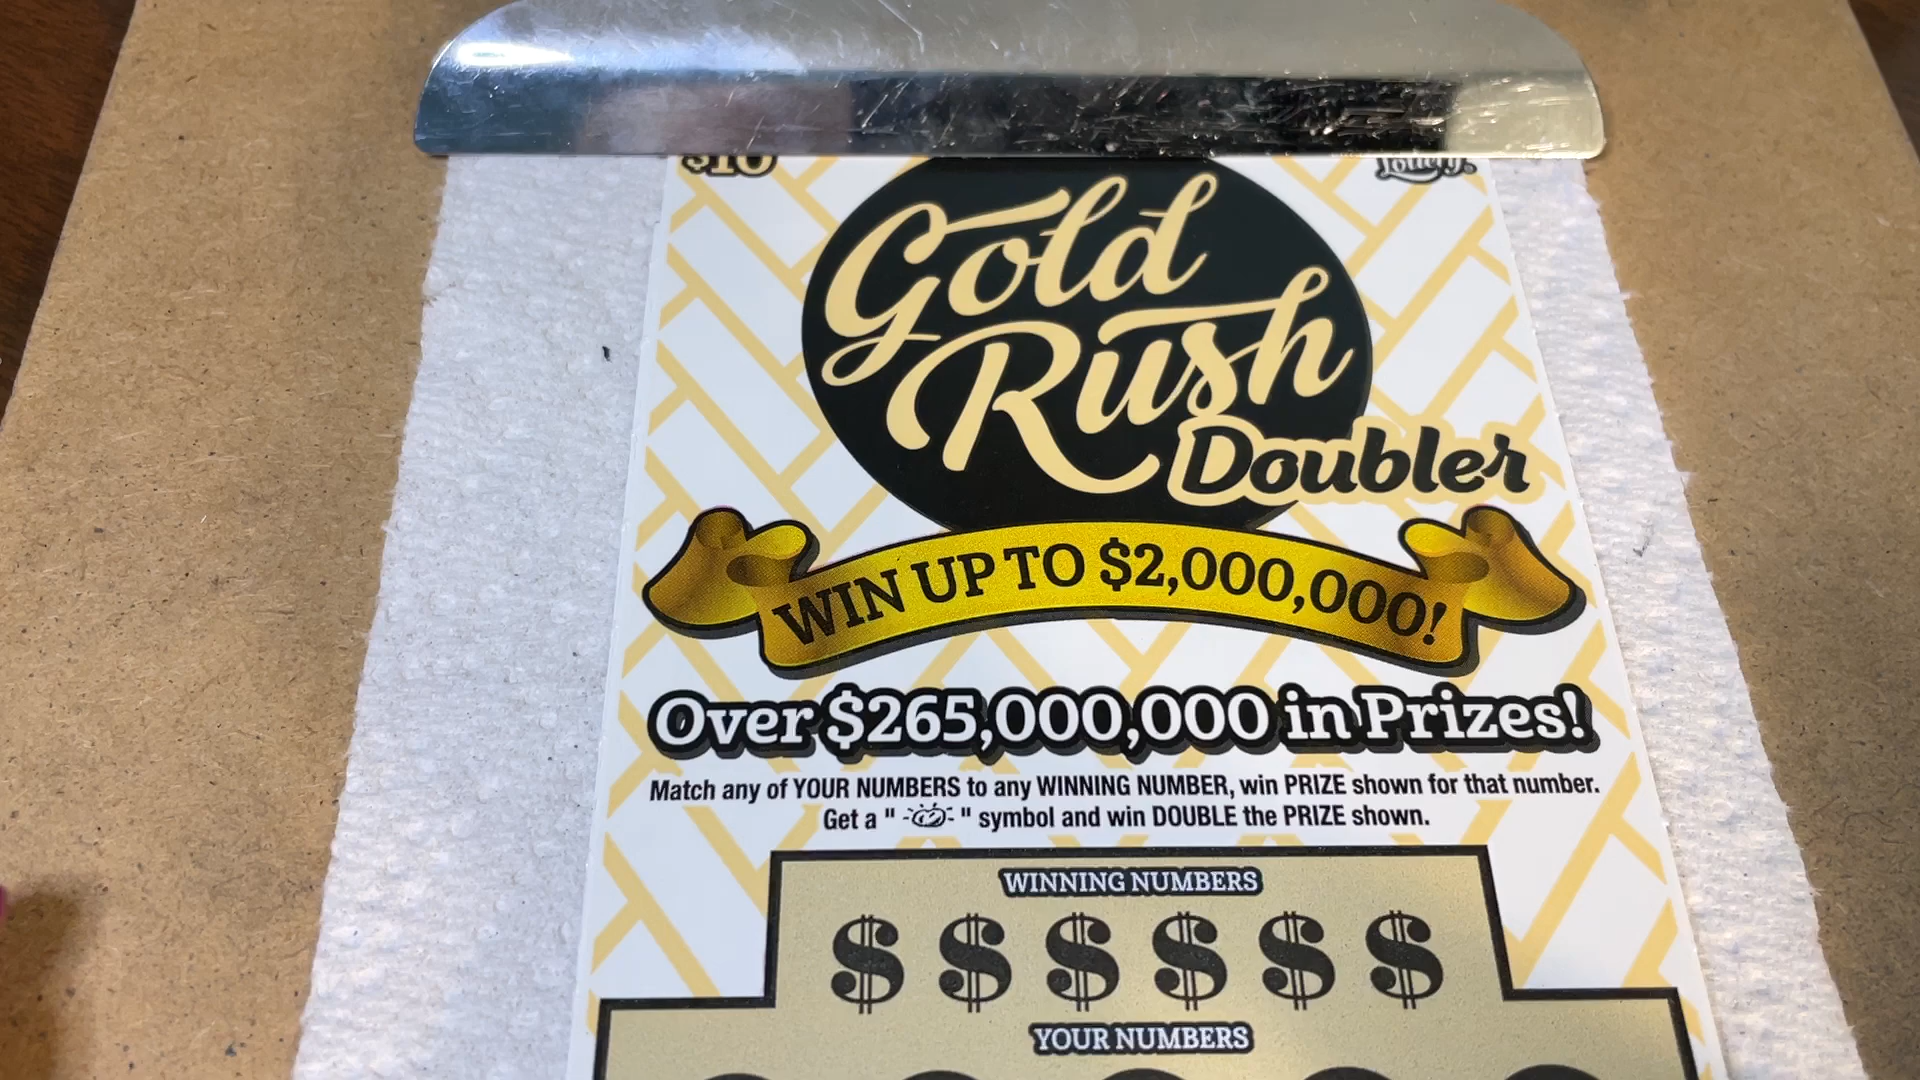 $10
Lottery
Gold
Rush
Doubler
WIN UP TO $2,000,000!
Over $265,000,000 in Prizes!
Match any of YOUR NUMBERS to any WINNING NUMBER, win PRIZE shown for that number.
Get a " " symbol and win DOUBLE the PRIZE shown.
WINNING NUMBERS
$ $ $ $ $ $
YOUR NUMBERS